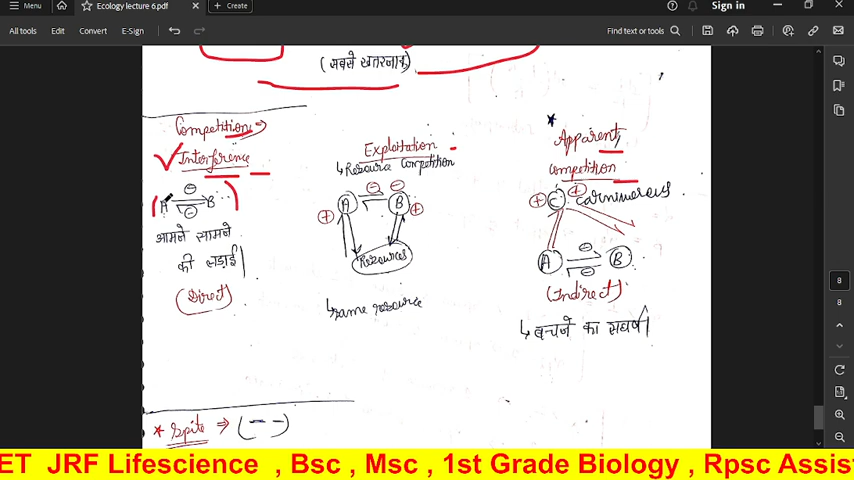 Menu
Ecology lecture 6.pdf
Create
Sign in
All tools
Edit
Convert
E-Sign
Find text or tools
(सबसे खतरनाक)
Competition ⇒
Interference
A ⊖ ⊖ B
आमने सामने
की लड़ाई
(Direct)
Exploitation
↳ Resource Competition
⊖ ⊖
A B
⊕ ⊕
Resources
↳ same resource
* Apparent
Competition
⊕ C ⊕ carnivorous
A ⊖ ⊖ B
(Indirect)
↳ बचने का संघर्ष
8
8
* Spite ⇒ (− −)
ET JRF Lifescience , Bsc , Msc , 1st Grade Biology , Rpsc Assis